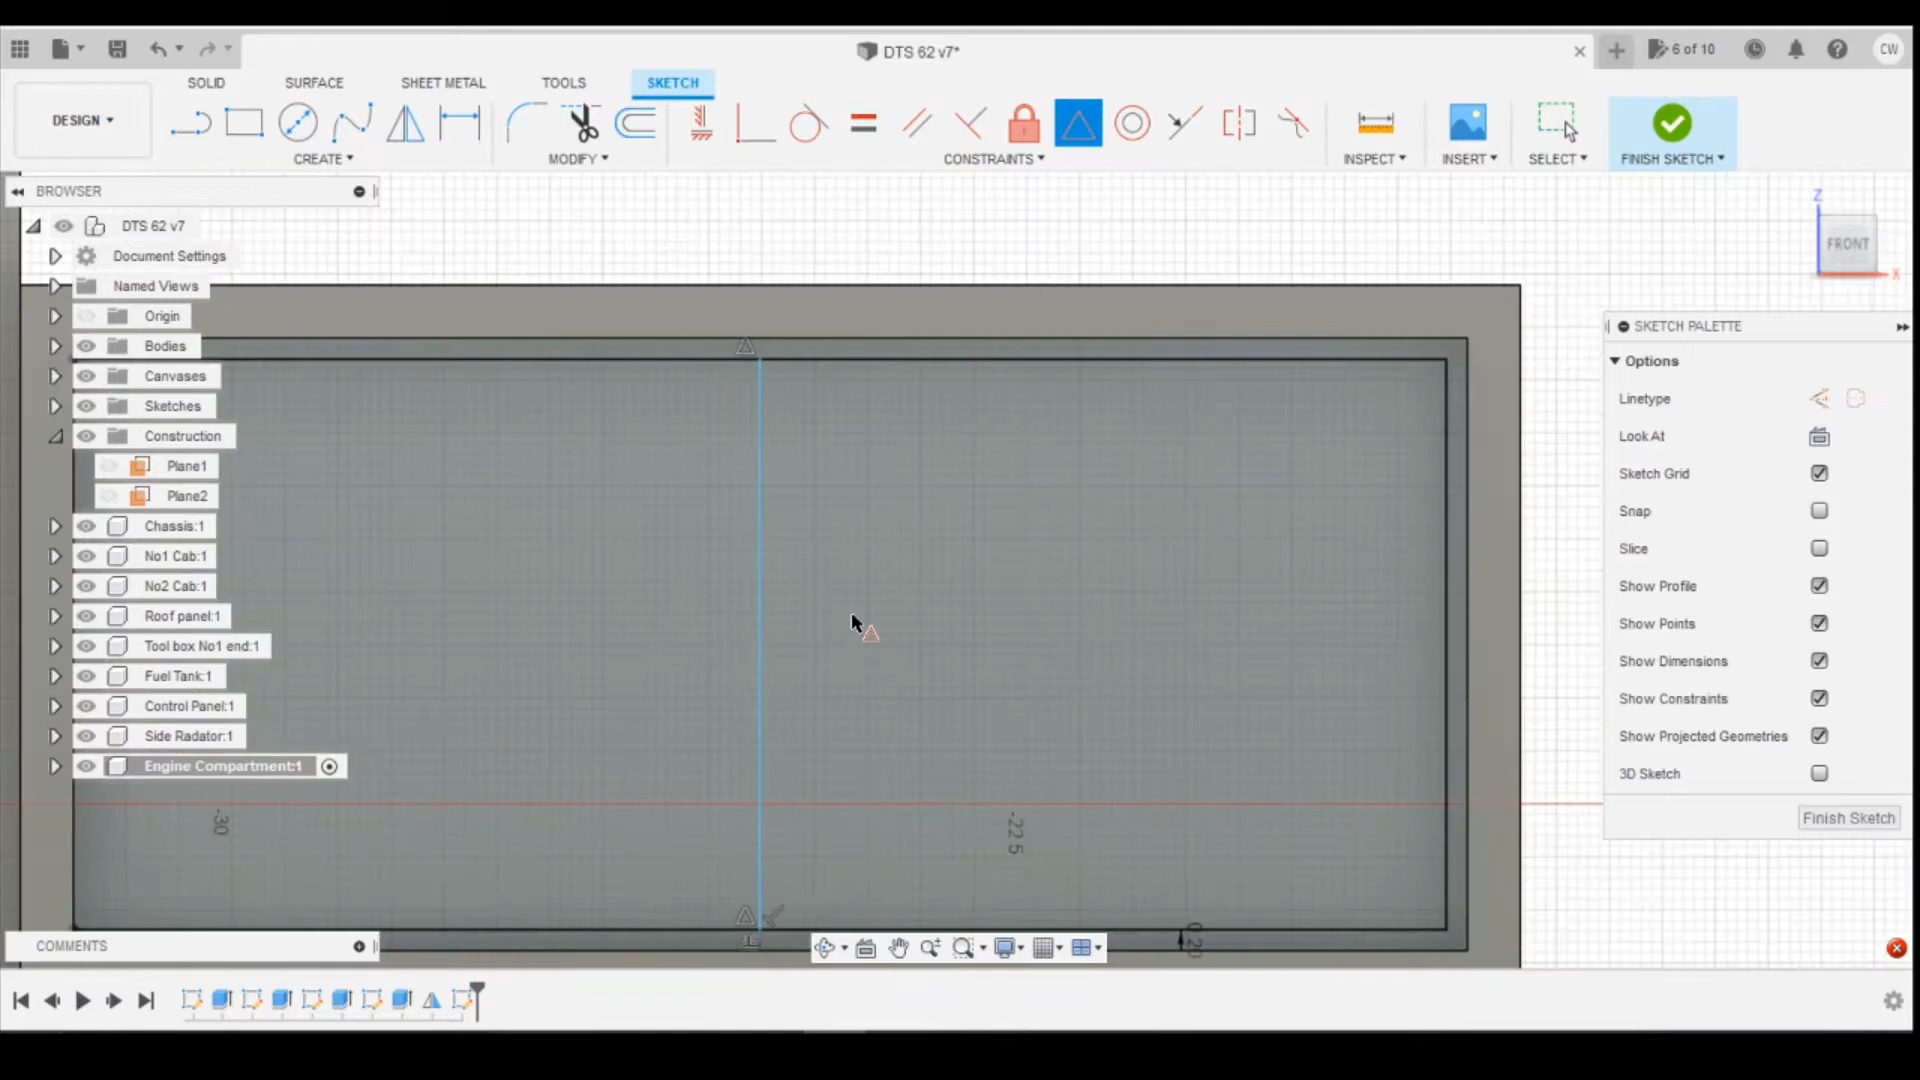 DTS 62 v7*
6 of 10
CW
SOLID
SURFACE
SHEET METAL
TOOLS
SKETCH
DESIGN
CREATE
MODIFY
CONSTRAINTS
INSPECT
INSERT
SELECT
FINISH SKETCH
BROWSER
DTS 62 v7
Document Settings
Named Views
Origin
Bodies
Canvases
Sketches
Construction
Plane1
Plane2
Chassis:1
No1 Cab:1
No2 Cab:1
Roof panel:1
Tool box No1 end:1
Fuel Tank:1
Control Panel:1
Side Radator:1
Engine Compartment:1
Z
FRONT
X
SKETCH PALETTE
Options
Linetype
Look At
Sketch Grid
Snap
Slice
Show Profile
Show Points
Show Dimensions
Show Constraints
Show Projected Geometries
3D Sketch
Finish Sketch
-30
-22.5
COMMENTS